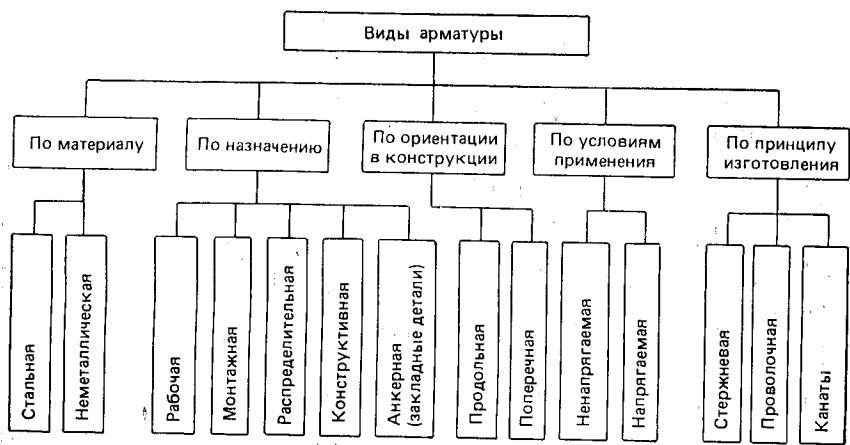 Виды арматуры
По материалу
По назначению
По ориентации
в конструкции
По условиям
применения
По принципу
изготовления
Стальная
Неметаллическая
Рабочая
Монтажная
Распределительная
Конструктивная
Анкерная
(закладные детали)
Продольная
Поперечная
Ненапрягаемая
Напрягаемая
Стержневая
Проволочная
Канаты